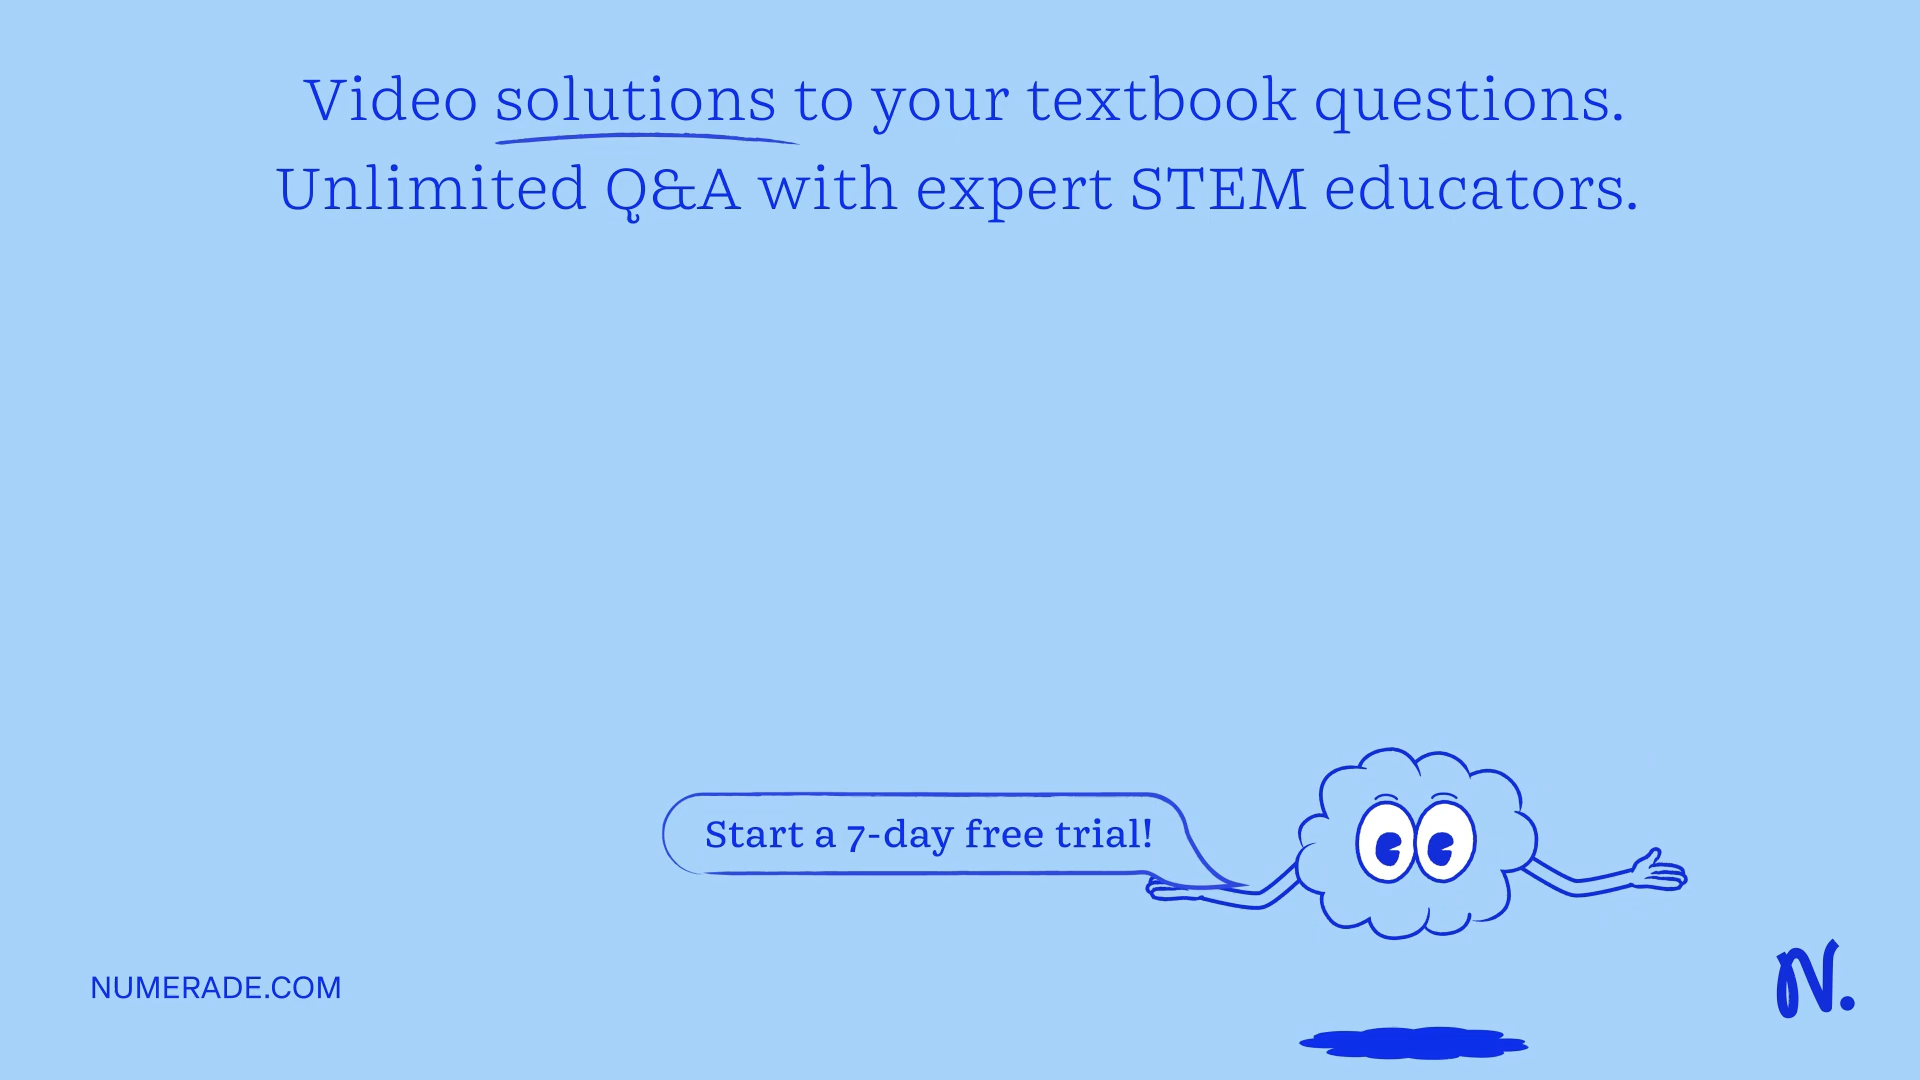 Video solutions to your textbook questions.
Unlimited Q&A with expert STEM educators.
Start a 7-day free trial!
NUMERADE.COM
N.